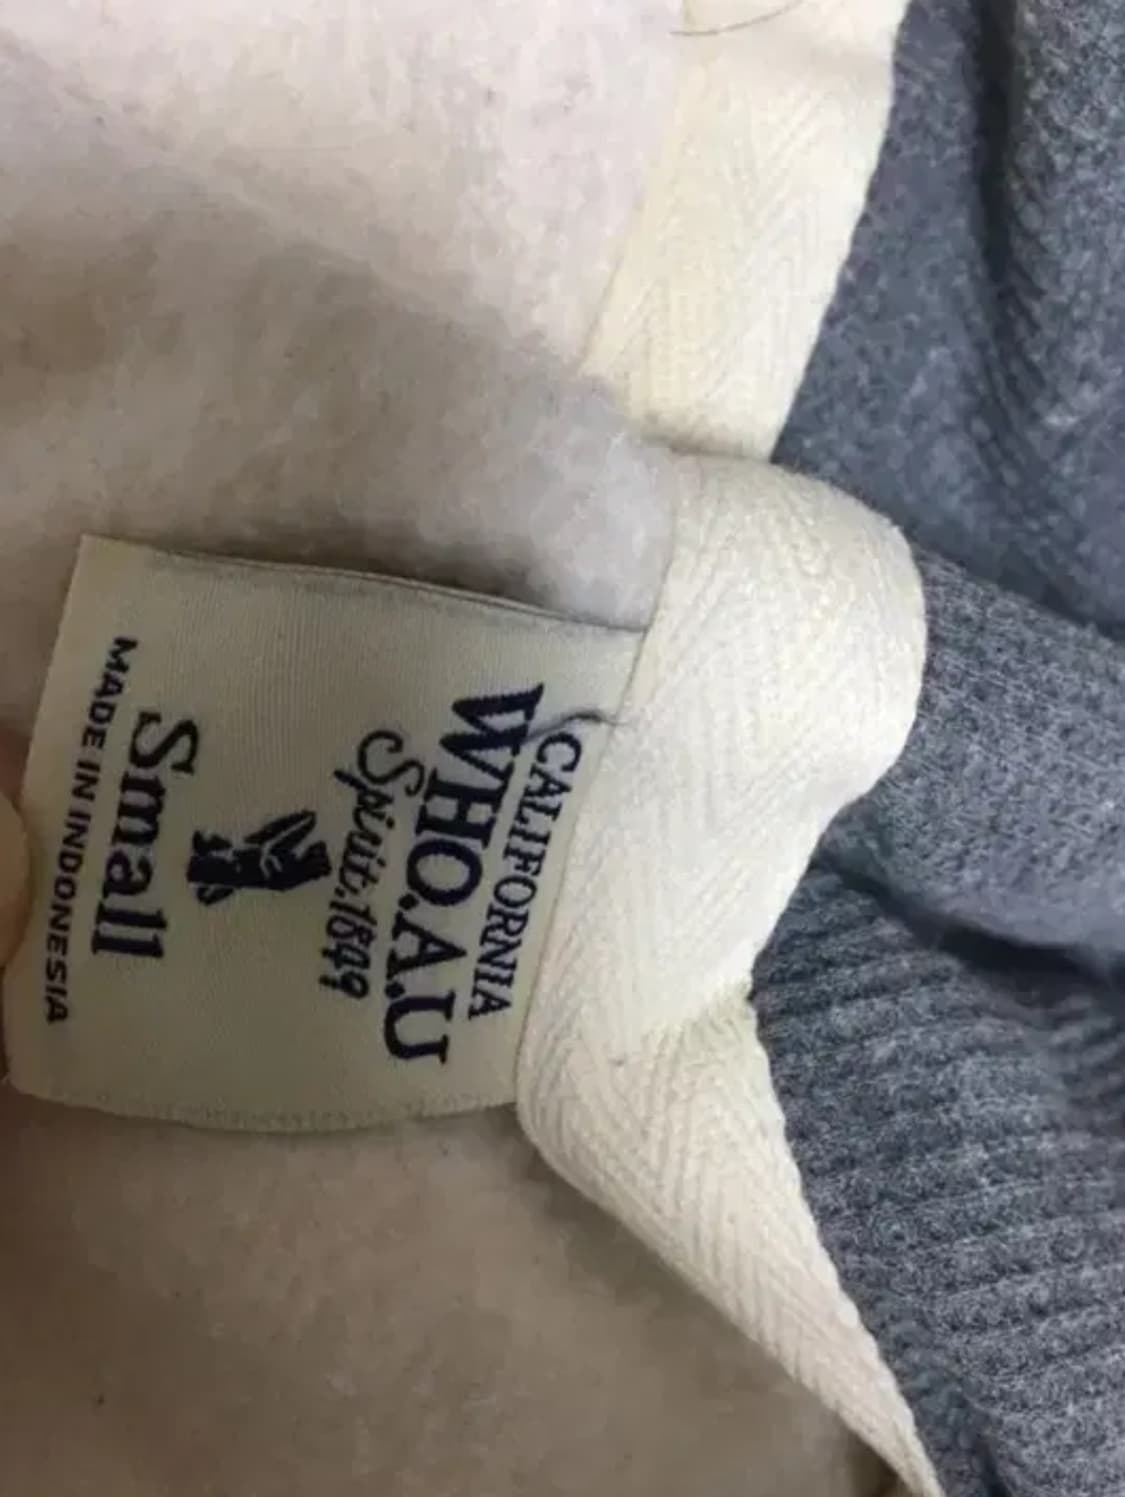 CALIFORNIA
WHO.A.U
Spirit.1849
Small
MADE IN INDONESIA